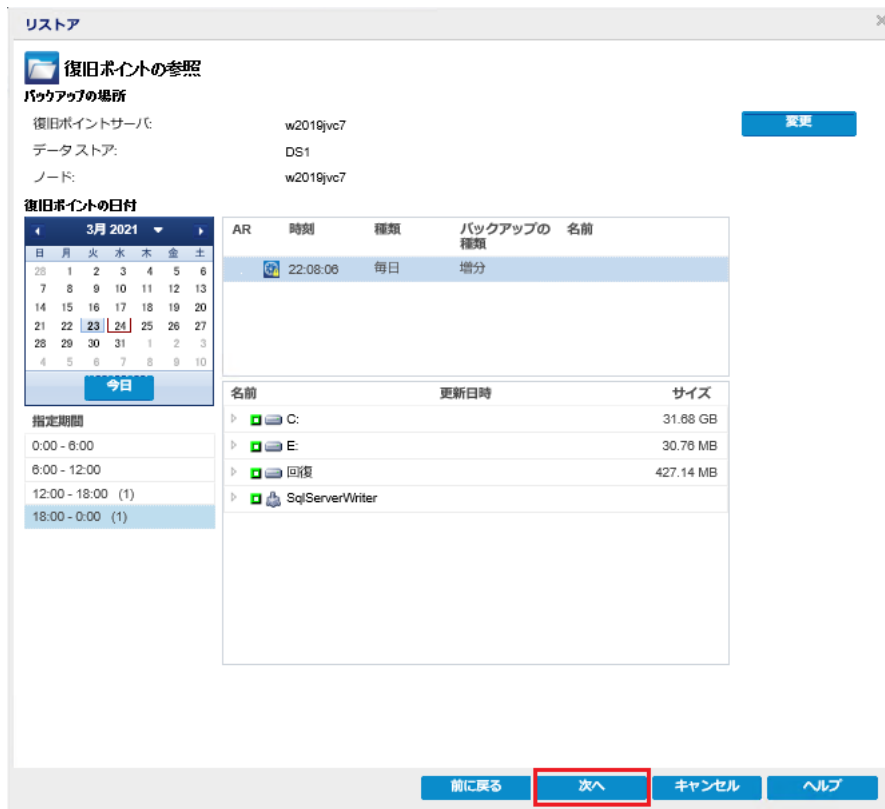 リストア
復旧ポイントの参照
バックアップの場所
復旧ポイントサーバ: w2019jvc7 変更
データ ストア: DS1
ノード: w2019jvc7
復旧ポイントの日付
3月 2021
日 月 火 水 木 金 土
28 1 2 3 4 5 6
7 8 9 10 11 12 13
14 15 16 17 18 19 20
21 22 23 24 25 26 27
28 29 30 31 1 2 3
4 5 6 7 8 9 10
今日
指定期間
0:00 - 6:00
6:00 - 12:00
12:00 - 18:00 (1)
18:00 - 0:00 (1)
AR 時刻 種類 バックアップの 名前
種類
22:08:06 毎日 増分
名前 更新日時 サイズ
C: 31.68 GB
E: 30.76 MB
回復 427.14 MB
SqlServerWriter
前に戻る 次へ キャンセル ヘルプ